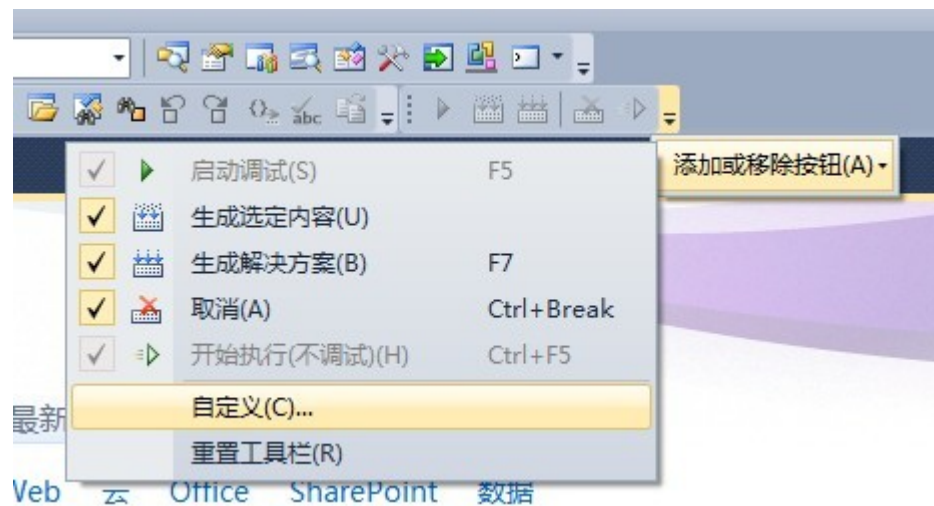 添加或移除按钮(A)
启动调试(S) F5
生成选定内容(U)
生成解决方案(B) F7
取消(A) Ctrl+Break
开始执行(不调试)(H) Ctrl+F5
自定义(C)...
最新
重置工具栏(R)
Web 云 Office SharePoint 数据